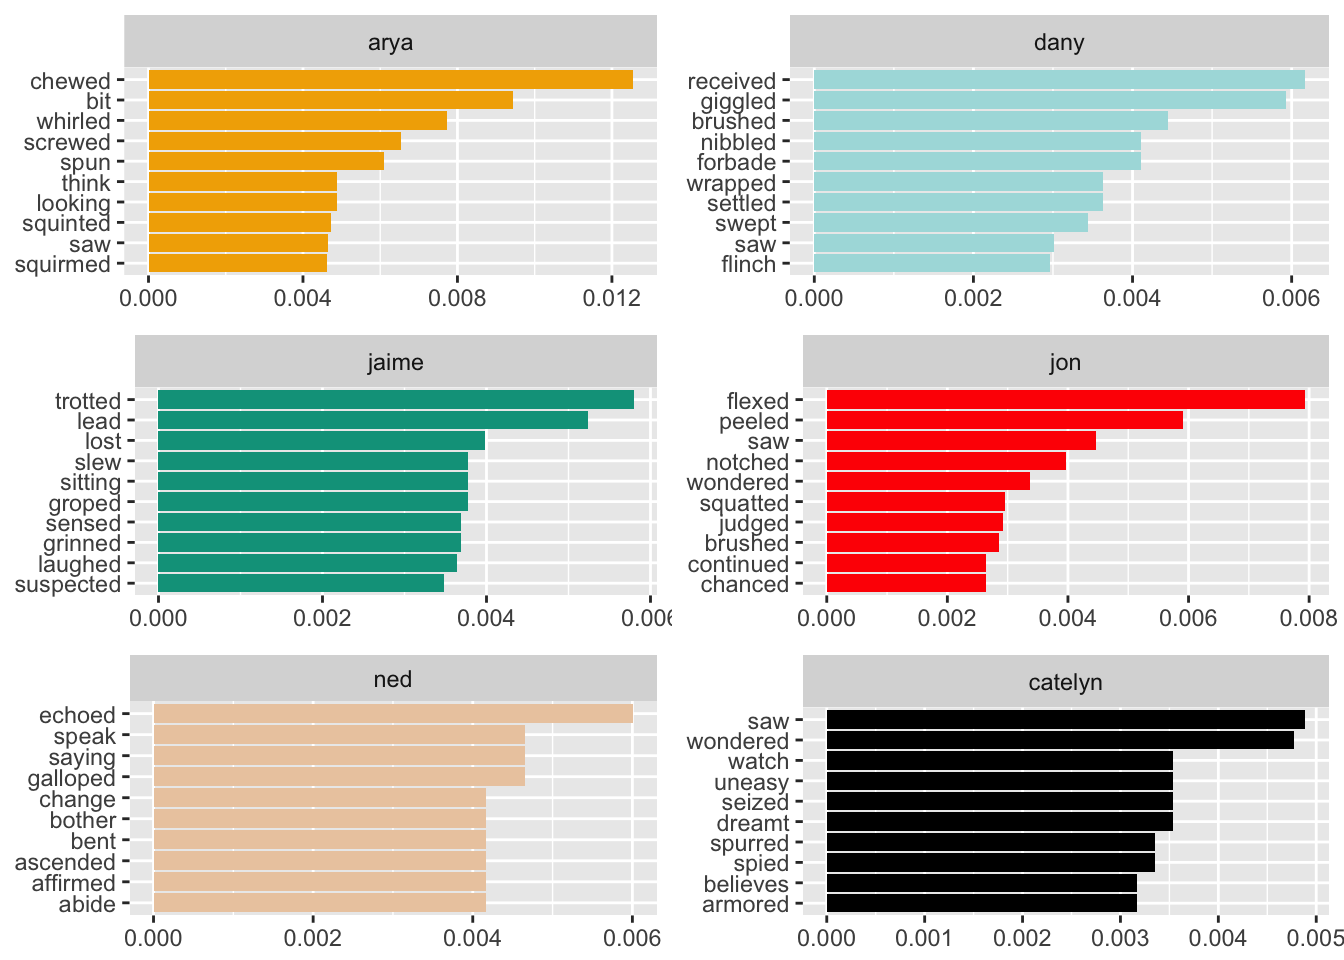 arya
chewed
bit
whirled
screwed
spun
think
looking
squinted
saw
squirmed
0.000 0.004 0.008 0.012
dany
received
giggled
brushed
nibbled
forbade
wrapped
settled
swept
saw
flinch
0.000 0.002 0.004 0.006
jaime
trotted
lead
lost
slew
sitting
groped
sensed
grinned
laughed
suspected
0.000 0.002 0.004 0.006
jon
flexed
peeled
saw
notched
wondered
squatted
judged
brushed
continued
chanced
0.000 0.002 0.004 0.006 0.008
ned
echoed
speak
saying
galloped
change
bother
bent
ascended
affirmed
abide
0.000 0.002 0.004 0.006
catelyn
saw
wondered
watch
uneasy
seized
dreamt
spurred
spied
believes
armored
0.000 0.001 0.002 0.003 0.004 0.005